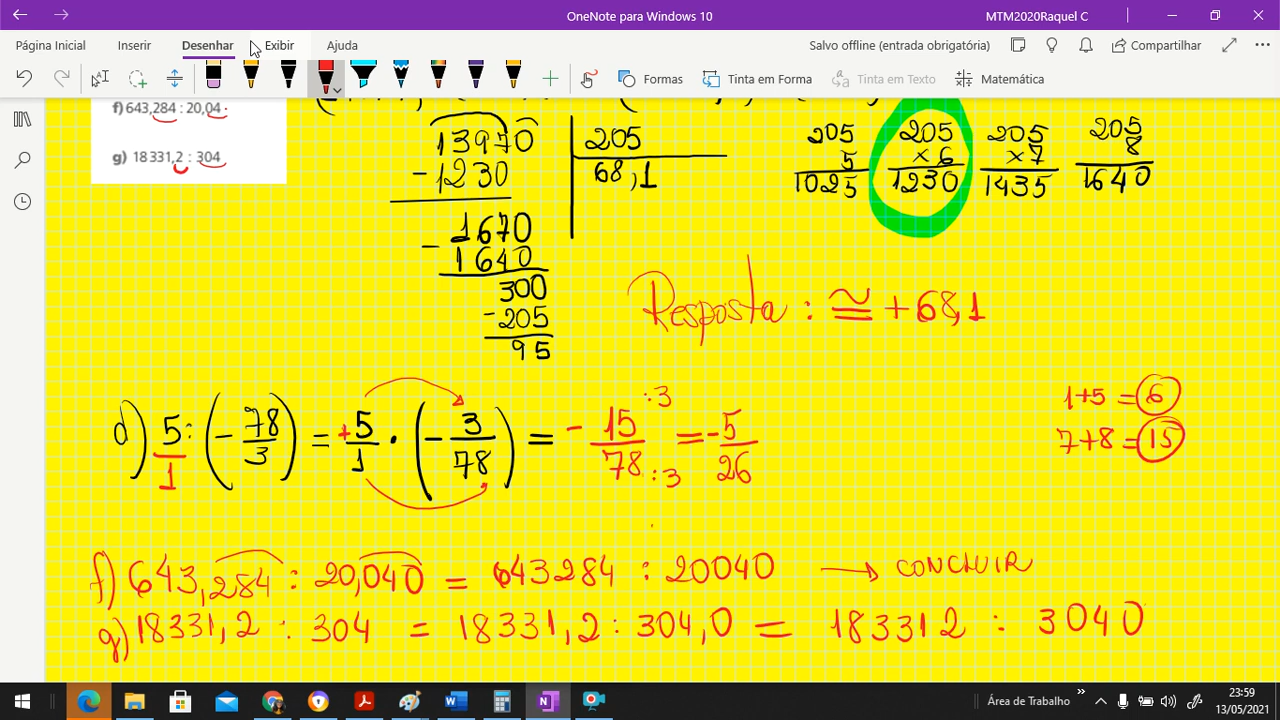 OneNote para Windows 10
MTM2020Raquel C
Página Inicial Inserir Desenhar Exibir Ajuda
Salvo offline (entrada obrigatória) Compartilhar
Formas Tinta em Forma Tinta em Texto Matemática
f) 643,284 : 20,04 .
g) 18 331,2 : 304
13970 205
-1230 68,1
1670
- 1640
300
-205
95
205 205 205 205
5 x 6 x7 8
1025 1230 1435 1640
Resposta : ≅ +68,1
d) 5/1 : (- 78/3) = +5/1 · (- 3/78) = - 15/78 :3 :3 = -5/26
1+5 = 6
7+8 = 15
f) 643,284 : 20,040 = 643284 : 20040 → CONCLUIR
g) 18331,2 : 304 = 18331,2 : 304,0 = 183312 : 3040
Área de Trabalho
23:59
13/05/2021